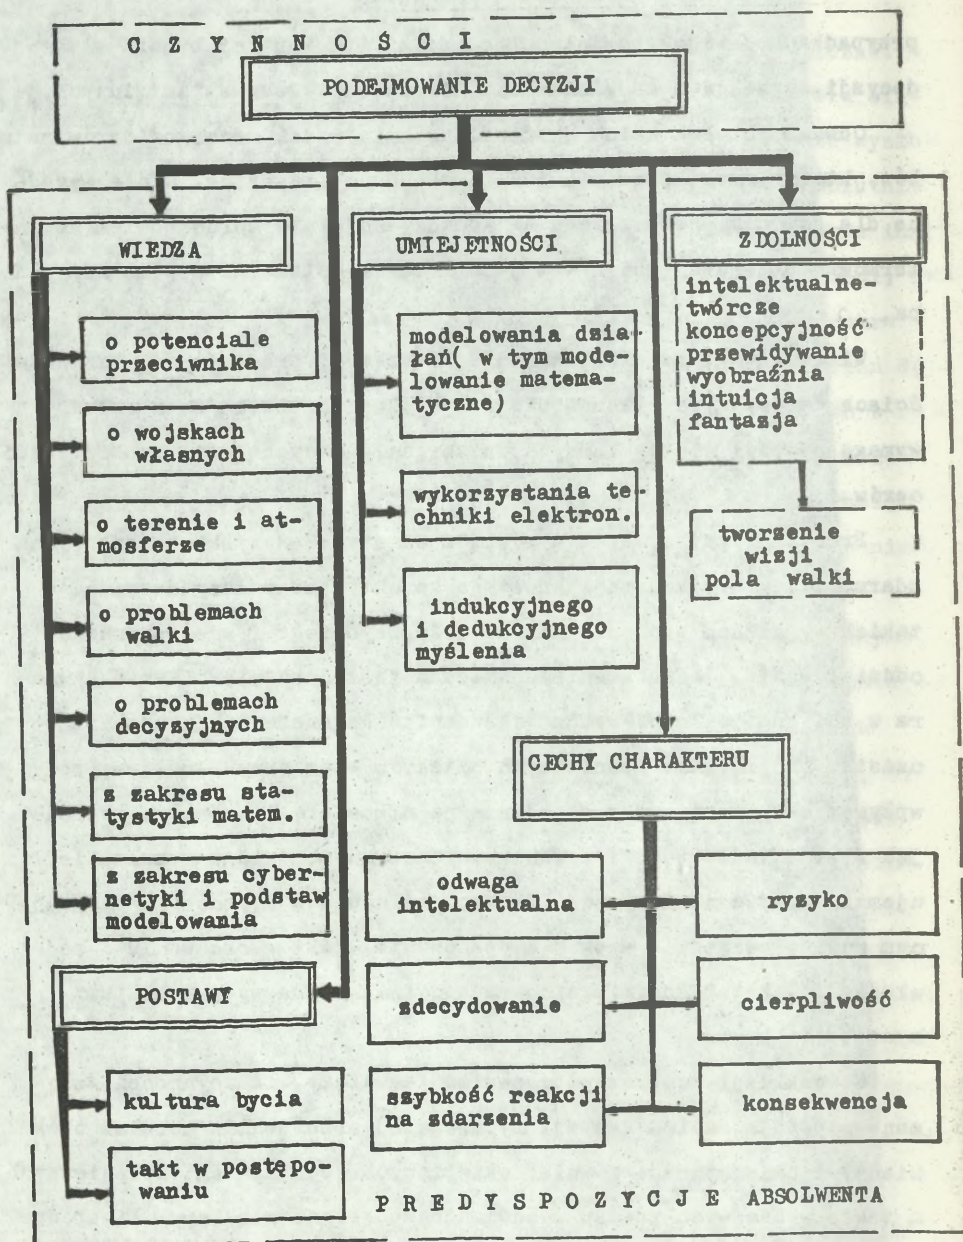 C Z Y N N O Ś C I
PODEJMOWANIE DECYZJI
WIEDZA
o potenciale
przeciwnika
o wojskach
własnych
o terenie i at-
mosferze
o problemach
walki
o problemach
decyzyjnych
z zakresu sta-
tystyki matem.
z zakresu cyber-
netyki i podstaw
modelowania
POSTAWY
kultura bycia
takt w postępo-
waniu
UMIEJĘTNOŚCI
modelowania dzia-
łań( w tym mode-
lowanie matema-
tyczne)
wykorzystania te-
chniki elektron.
indukcyjnego
i dedukcyjnego
myślenia
ZDOLNOŚCI
intelektualne-
twórcze
koncepcyjność
przewidywanie
wyobraźnia
intuicja
fantazja
tworzenie
wizji
pola walki
CECHY CHARAKTERU
odwaga
intelektualna
ryzyko
zdecydowanie
cierpliwość
szybkość reakcji
na zdarzenia
konsekwencja
P R E D Y S P O Z Y C J E ABSOLWENTA